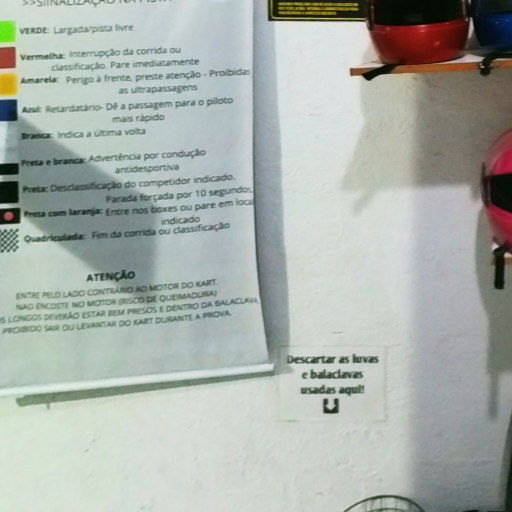 >>SINALIZAÇÃO NA PISTA
VERDE: Largada/pista livre
Vermelha: Interrupção da corrida ou
classificação. Pare imediatamente
Amarela: Perigo à frente, preste atenção - Proibidas
as ultrapassagens
Azul: Retardatário- Dê a passagem para o piloto
mais rápido
Branca: Indica a última volta
Preta e branca: Advertência por condução
antidesportiva
Preta: Desclassificação do competidor indicado.
Parada forçada por 10 segundos.
Preta com laranja: Entre nos boxes ou pare em local
indicado
Quadriculada: Fim da corrida ou classificação
ATENÇÃO
ENTRE PELO LADO CONTRÁRIO AO MOTOR DO KART.
NÃO ENCOSTE NO MOTOR (RISCO DE QUEIMADURA)
LONGOS DEVERÃO ESTAR BEM PRESOS E DENTRO DA BALACLAVA
PROIBIDO SAIR OU LEVANTAR DO KART DURANTE A PROVA.
Descartar as luvas
e balaclavas
usadas aqui!